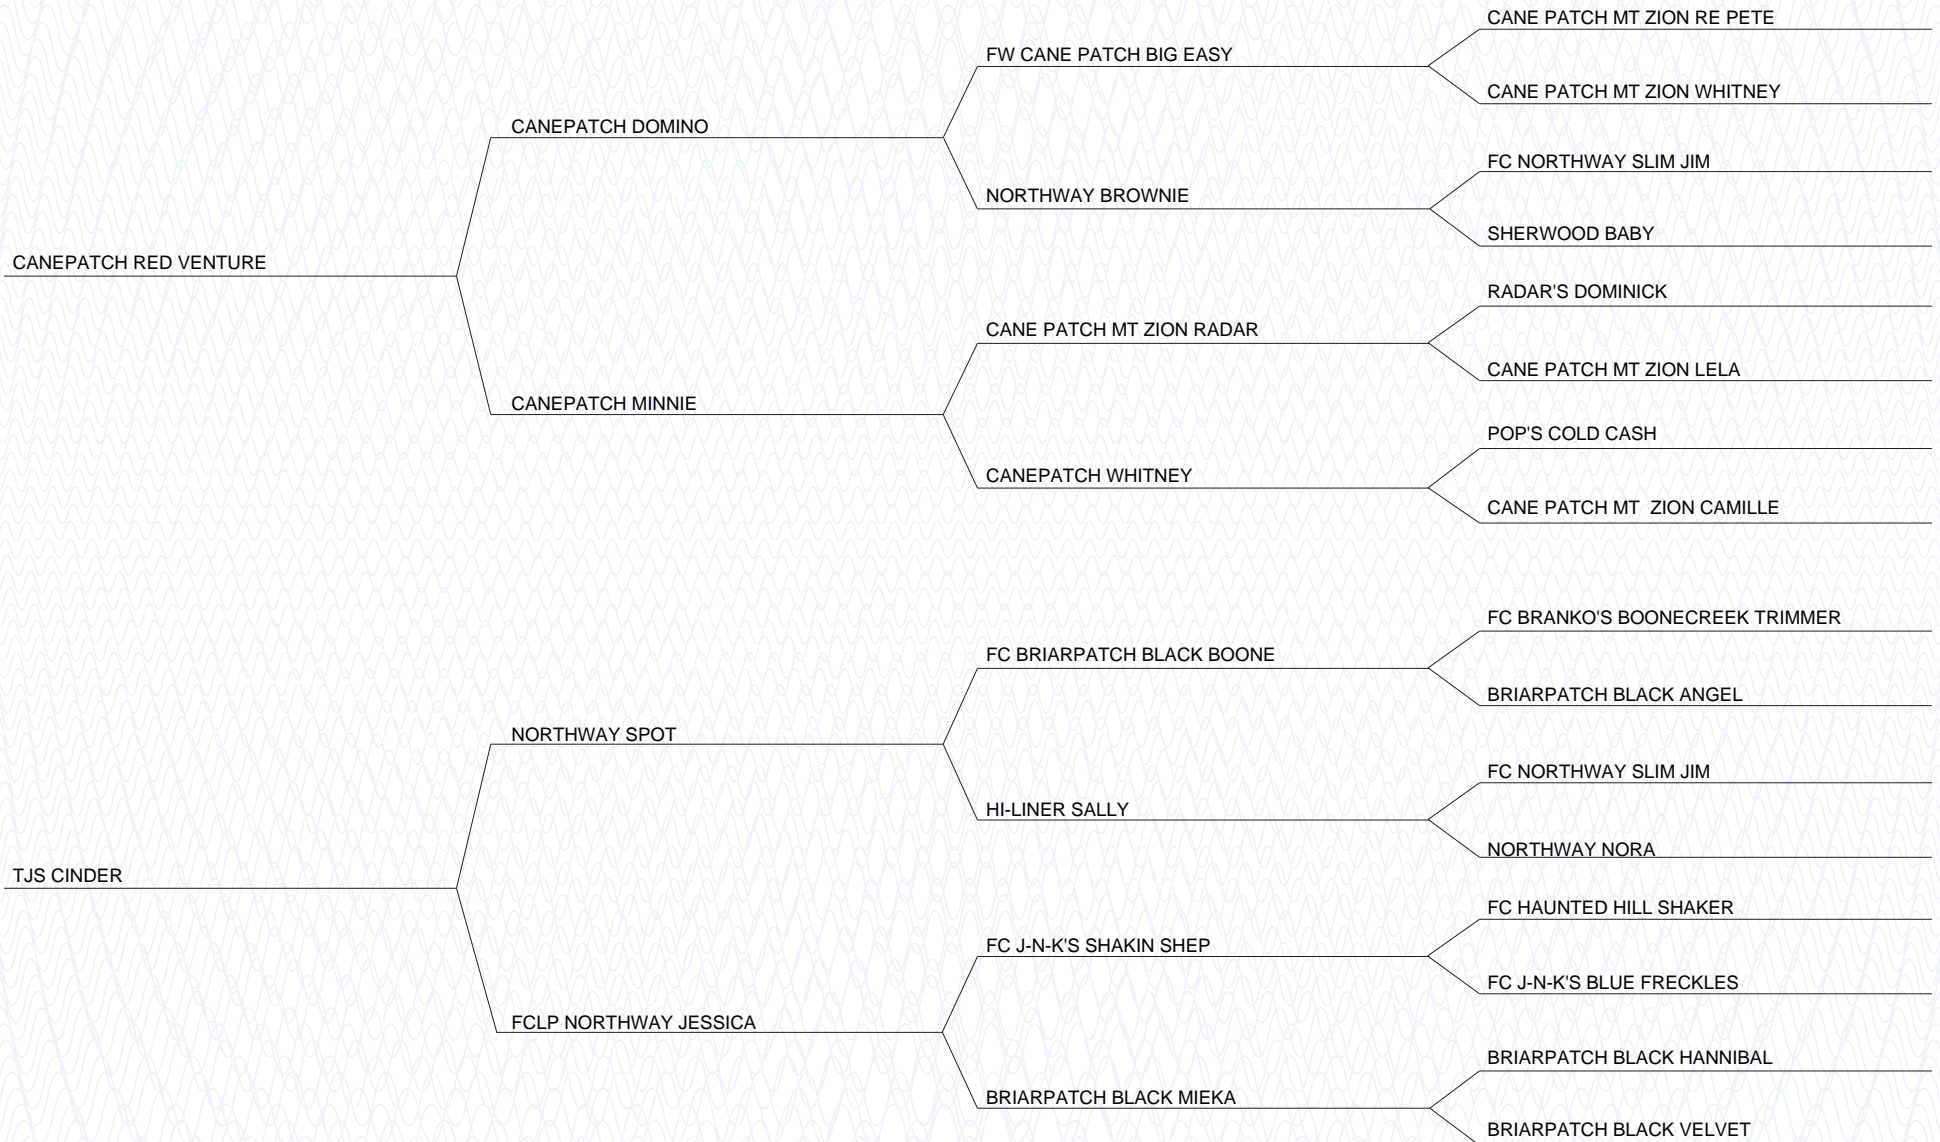 CANE PATCH MT ZION RE PETE
FW CANE PATCH BIG EASY
CANE PATCH MT ZION WHITNEY
CANEPATCH DOMINO
FC NORTHWAY SLIM JIM
NORTHWAY BROWNIE
SHERWOOD BABY
CANEPATCH RED VENTURE
RADAR'S DOMINICK
CANE PATCH MT ZION RADAR
CANE PATCH MT ZION LELA
CANEPATCH MINNIE
POP'S COLD CASH
CANEPATCH WHITNEY
CANE PATCH MT  ZION CAMILLE
FC BRANKO'S BOONECREEK TRIMMER
FC BRIARPATCH BLACK BOONE
BRIARPATCH BLACK ANGEL
NORTHWAY SPOT
FC NORTHWAY SLIM JIM
HI-LINER SALLY
NORTHWAY NORA
TJS CINDER
FC HAUNTED HILL SHAKER
FC J-N-K'S SHAKIN SHEP
FC J-N-K'S BLUE FRECKLES
FCLP NORTHWAY JESSICA
BRIARPATCH BLACK HANNIBAL
BRIARPATCH BLACK MIEKA
BRIARPATCH BLACK VELVET